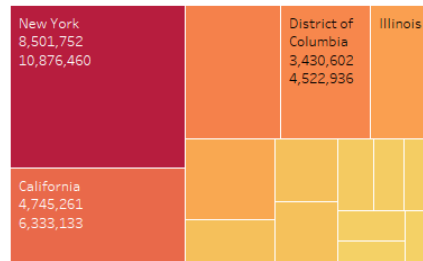 New York
8,501,752
10,876,460
District of
Columbia
3,430,602
4,522,936
Illinois
California
4,745,261
6,333,133